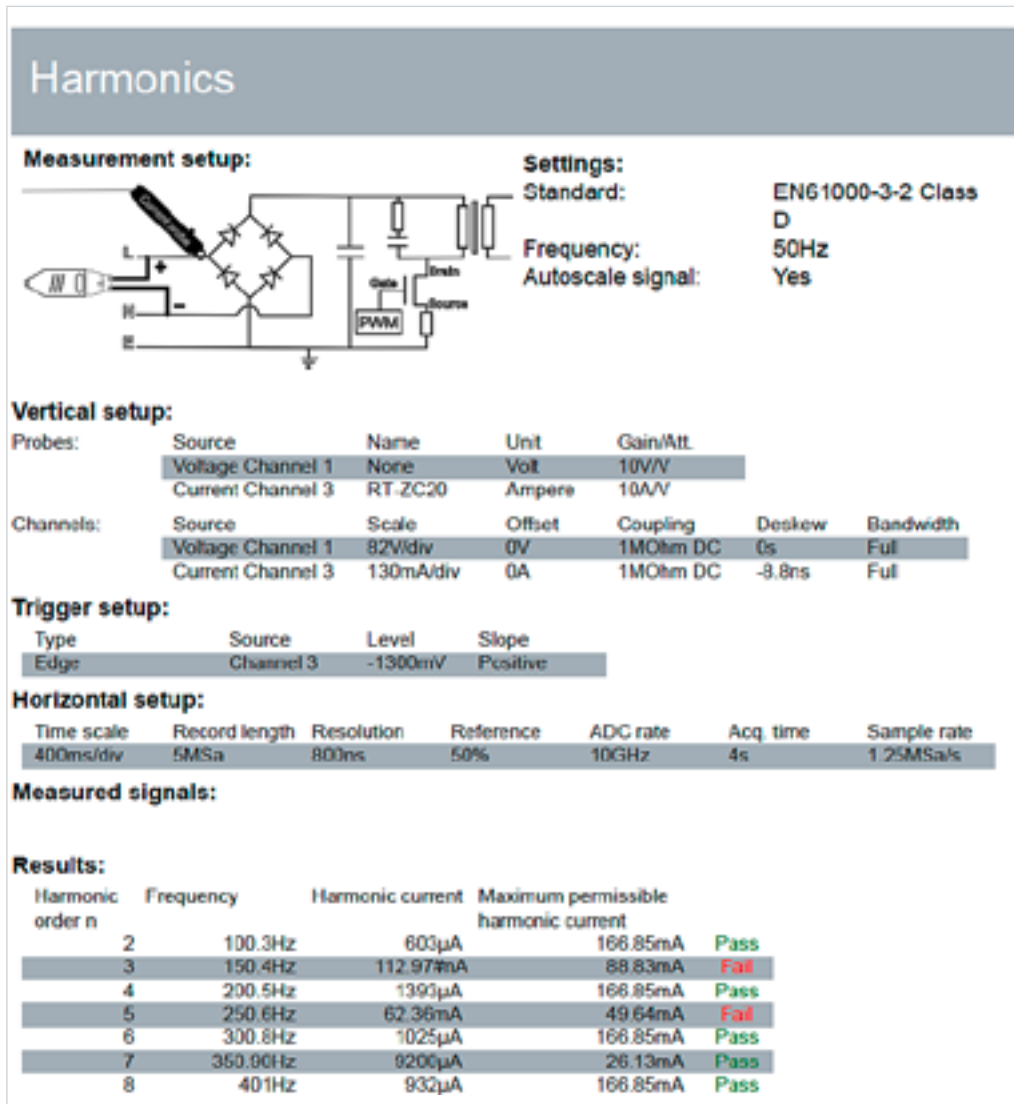 Harmonics
Measurement setup:
Settings:
Standard: EN61000-3-2 Class
D
Frequency: 50Hz
Autoscale signal: Yes
L
+
N
-
E
Drain
Gate
Source
PWM
Vertical setup:
Probes: Source Name Unit Gain/Att.
Voltage Channel 1 None Volt 10V/V
Current Channel 3 RT-ZC20 Ampere 10A/V
Channels: Source Scale Offset Coupling Deskew Bandwidth
Voltage Channel 1 82V/div 0V 1MOhm DC 0s Full
Current Channel 3 130mA/div 0A 1MOhm DC -8.8ns Full
Trigger setup:
Type Source Level Slope
Edge Channel 3 -1300mV Positive
Horizontal setup:
Time scale Record length Resolution Reference ADC rate Acq. time Sample rate
400ms/div 5MSa 800ns 50% 10GHz 4s 1.25MSa/s
Measured signals:
Results:
Harmonic Frequency Harmonic current Maximum permissible
order n harmonic current
2 100.3Hz 603µA 166.85mA Pass
3 150.4Hz 112.97#mA 88.83mA Fail
4 200.5Hz 1393µA 166.85mA Pass
5 250.6Hz 62.36mA 49.64mA Fail
6 300.8Hz 1025µA 166.85mA Pass
7 350.90Hz 9200µA 26.13mA Pass
8 401Hz 932µA 166.85mA Pass